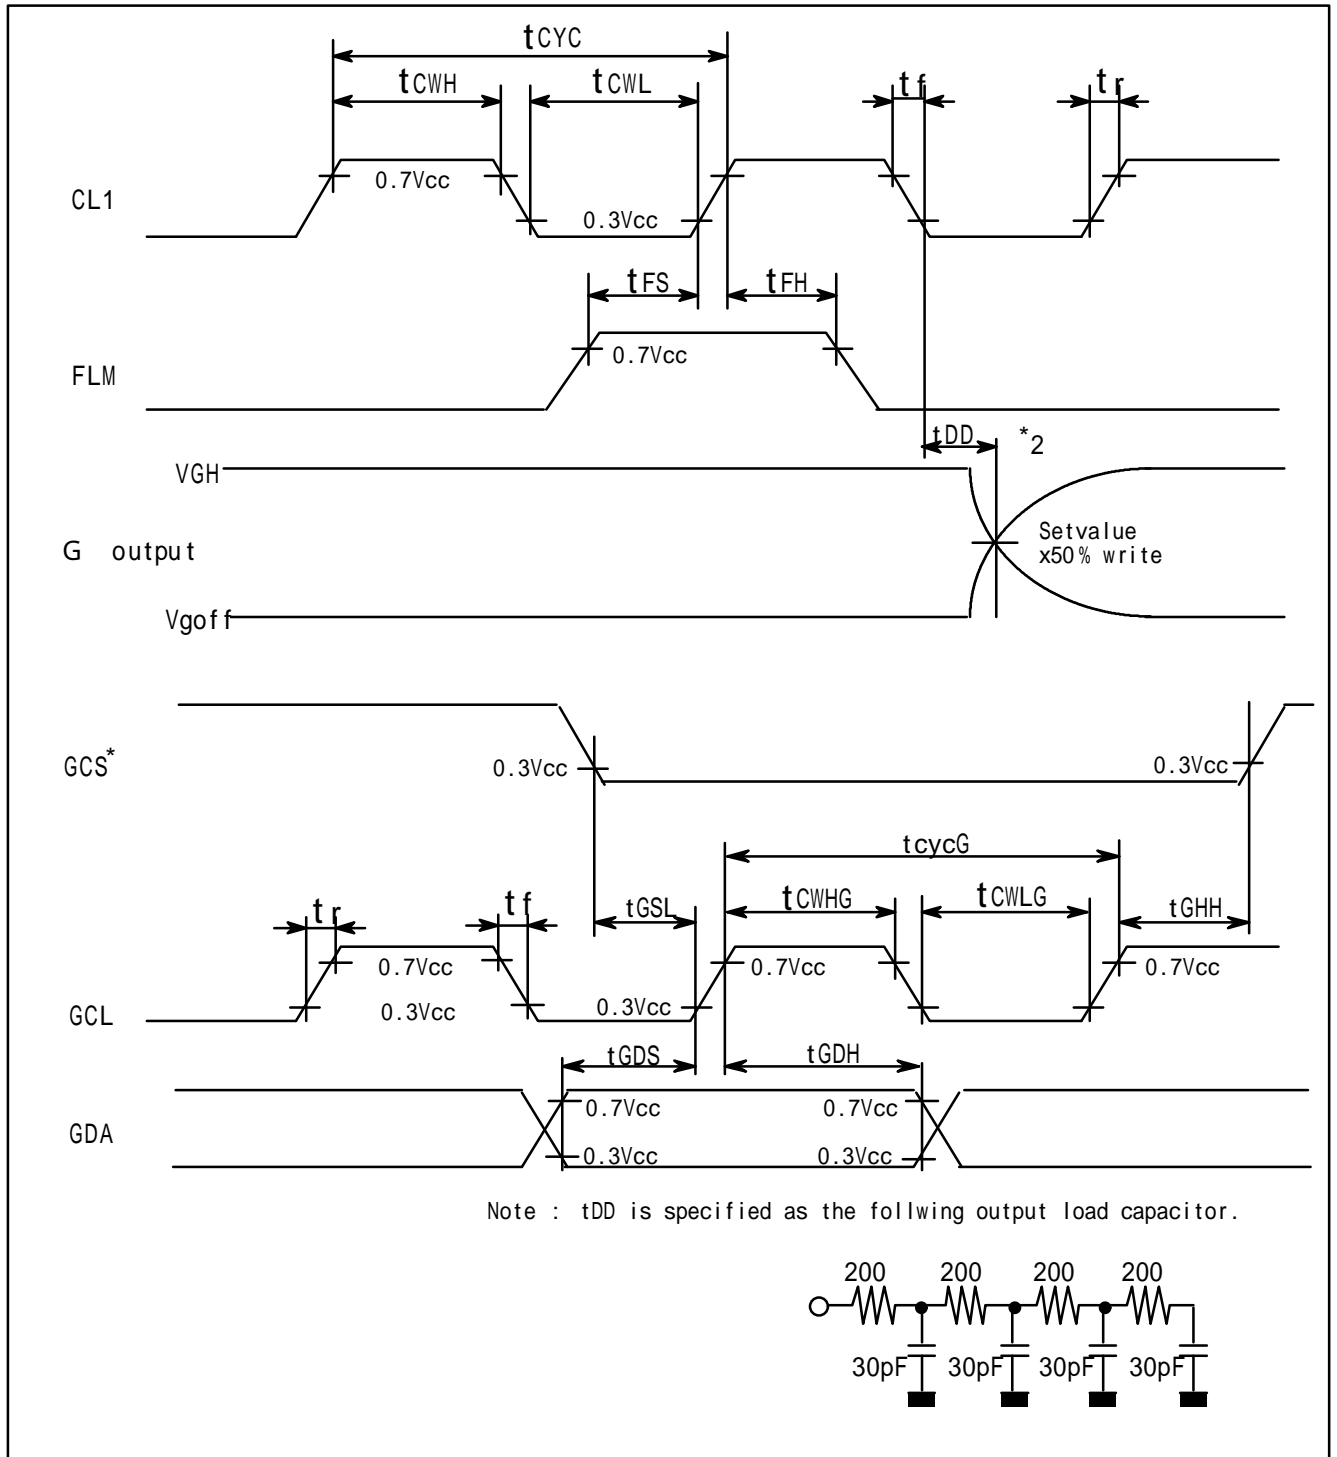 tCYC
tCWH tCWL tf tr
CL1 0.7Vcc 0.3Vcc
tFS tFH
FLM 0.7Vcc
tDD *2
VGH
G output Setvalue
x50% write
Vgoff
GCS* 0.3Vcc 0.3Vcc
tcycG
tr tf tGSL tCWHG tCWLG tGHH
0.7Vcc 0.7Vcc 0.7Vcc
GCL 0.3Vcc 0.3Vcc
tGDS tGDH
0.7Vcc 0.7Vcc
GDA
0.3Vcc 0.3Vcc
Note : tDD is specified as the follwing output load capacitor.
200 200 200 200
30pF 30pF 30pF 30pF